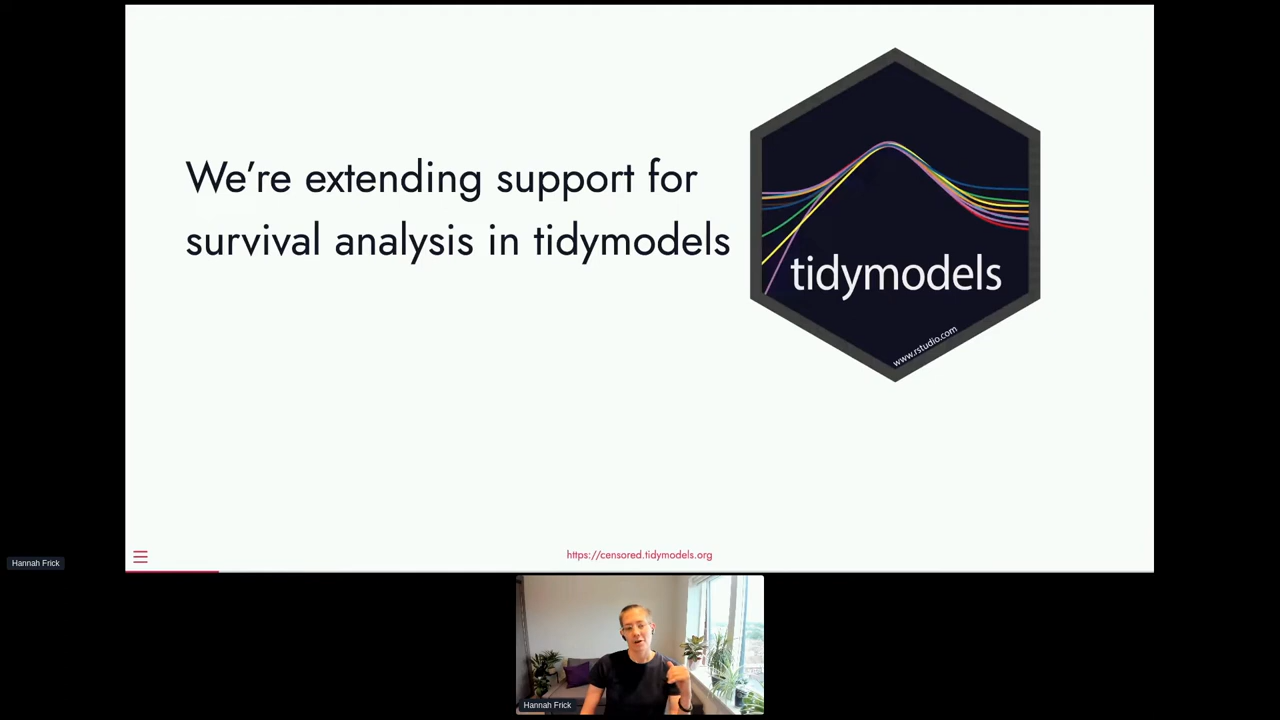 We're extending support for
survival analysis in tidymodels
tidymodels
www.rstudio.com
https://censored.tidymodels.org
Hannah Frick
Hannah Frick